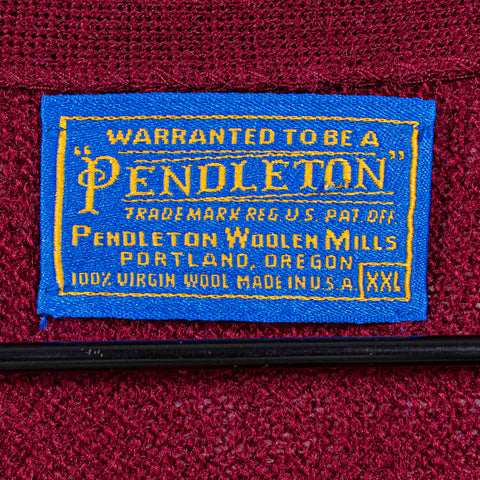 WARRANTED TO BE A
"PENDLETON"
TRADEMARK REG U.S. PAT. OFF.
PENDLETON WOOLEN MILLS
PORTLAND, OREGON
100% VIRGIN WOOL MADE IN U.S.A. XXL